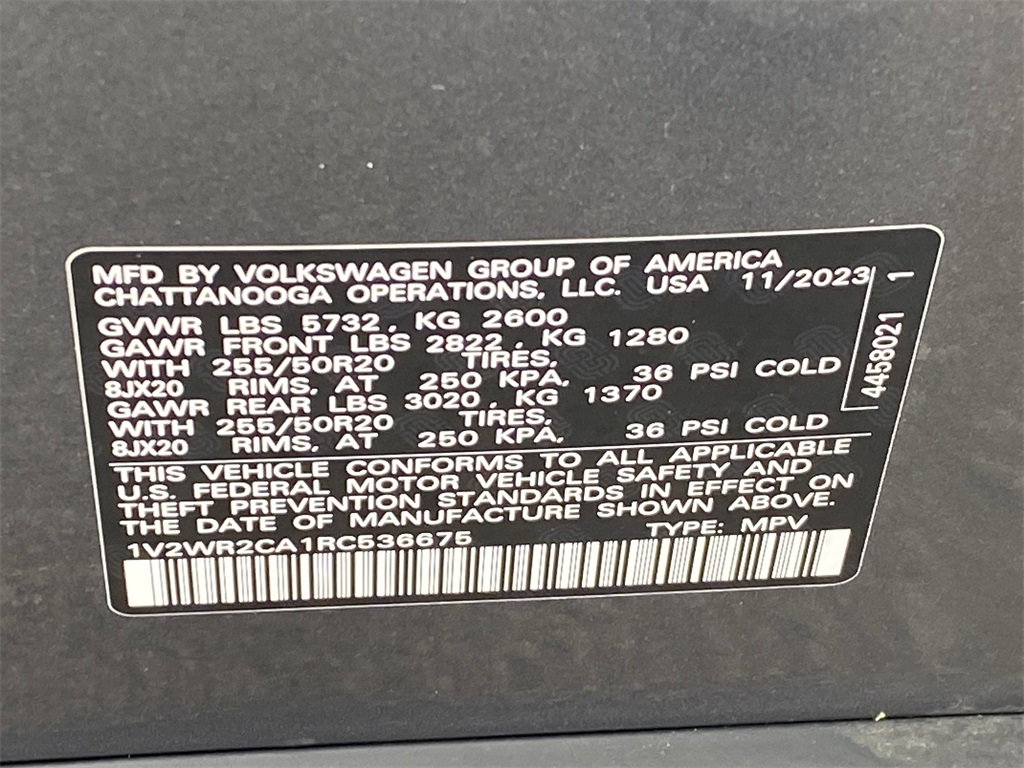 MFD BY VOLKSWAGEN GROUP OF AMERICA
CHATTANOOGA OPERATIONS, LLC. USA 11/2023
GVWR LBS 5732, KG 2600
GAWR FRONT LBS 2822, KG 1280
WITH 255/50R20 TIRES,
8JX20 RIMS, AT 250 KPA, 36 PSI COLD
GAWR REAR LBS 3020, KG 1370
WITH 255/50R20 TIRES,
8JX20 RIMS, AT 250 KPA, 36 PSI COLD
THIS VEHICLE CONFORMS TO ALL APPLICABLE
U.S. FEDERAL MOTOR VEHICLE SAFETY AND
THEFT PREVENTION STANDARDS IN EFFECT ON
THE DATE OF MANUFACTURE SHOWN ABOVE.
1V2WR2CA1RC536675 TYPE: MPV
4458021 1